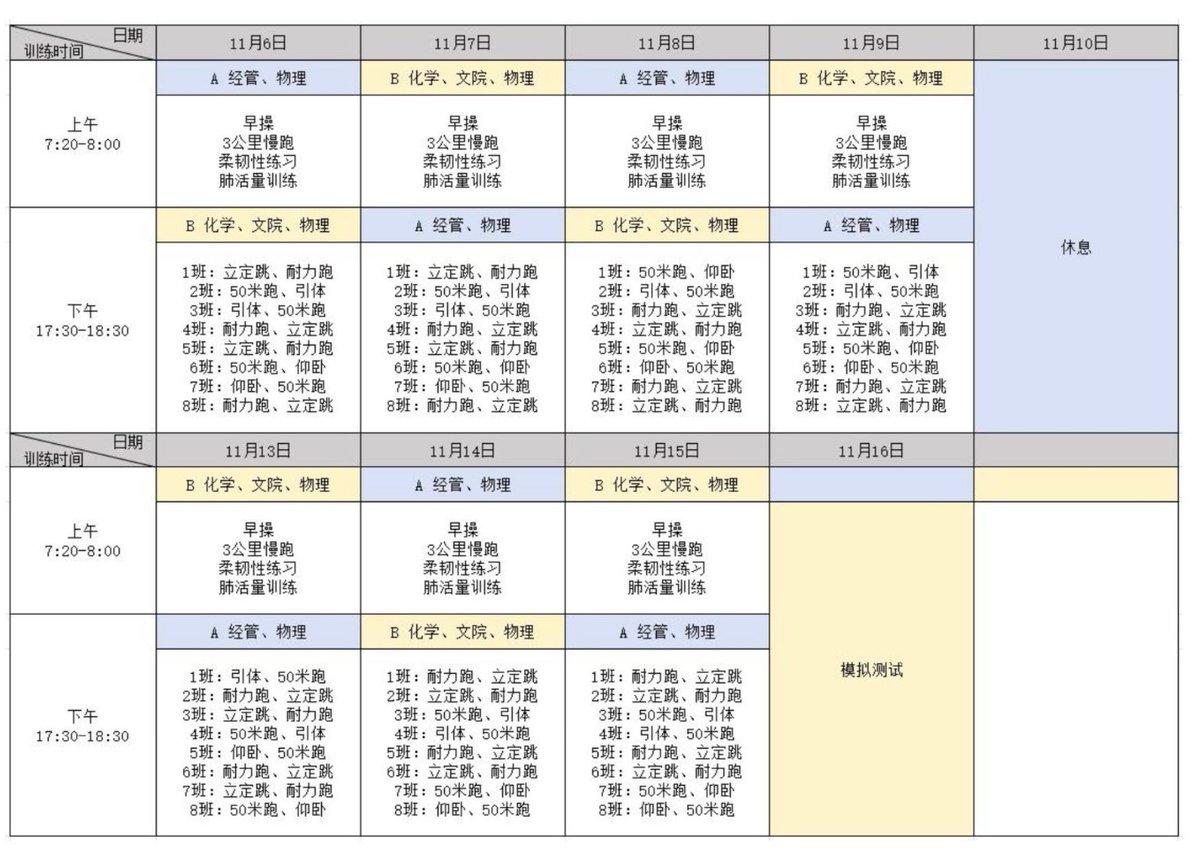 日期
训练时间
11月6日
11月7日
11月8日
11月9日
11月10日
上午
7:20-8:00
A 经管、物理
早操
3公里慢跑
柔韧性练习
肺活量训练
B 化学、文院、物理
早操
3公里慢跑
柔韧性练习
肺活量训练
A 经管、物理
早操
3公里慢跑
柔韧性练习
肺活量训练
B 化学、文院、物理
早操
3公里慢跑
柔韧性练习
肺活量训练
休息
下午
17:30-18:30
B 化学、文院、物理
1班：立定跳、耐力跑
2班：50米跑、引体
3班：引体、50米跑
4班：耐力跑、立定跳
5班：立定跳、耐力跑
6班：50米跑、仰卧
7班：仰卧、50米跑
8班：耐力跑、立定跳
A 经管、物理
1班：立定跳、耐力跑
2班：50米跑、引体
3班：引体、50米跑
4班：耐力跑、立定跳
5班：立定跳、耐力跑
6班：50米跑、仰卧
7班：仰卧、50米跑
8班：耐力跑、立定跳
B 化学、文院、物理
1班：50米跑、仰卧
2班：引体、50米跑
3班：耐力跑、立定跳
4班：立定跳、耐力跑
5班：50米跑、仰卧
6班：仰卧、50米跑
7班：耐力跑、立定跳
8班：立定跳、耐力跑
A 经管、物理
1班：50米跑、引体
2班：引体、50米跑
3班：耐力跑、立定跳
4班：立定跳、耐力跑
5班：50米跑、仰卧
6班：仰卧、50米跑
7班：耐力跑、立定跳
8班：立定跳、耐力跑
日期
训练时间
11月13日
11月14日
11月15日
11月16日
上午
7:20-8:00
B 化学、文院、物理
早操
3公里慢跑
柔韧性练习
肺活量训练
A 经管、物理
早操
3公里慢跑
柔韧性练习
肺活量训练
B 化学、文院、物理
早操
3公里慢跑
柔韧性练习
肺活量训练
模拟测试
下午
17:30-18:30
A 经管、物理
1班：引体、50米跑
2班：耐力跑、立定跳
3班：立定跳、耐力跑
4班：50米跑、引体
5班：仰卧、50米跑
6班：耐力跑、立定跳
7班：立定跳、耐力跑
8班：50米跑、仰卧
B 化学、文院、物理
1班：耐力跑、立定跳
2班：立定跳、耐力跑
3班：50米跑、引体
4班：引体、50米跑
5班：耐力跑、立定跳
6班：立定跳、耐力跑
7班：50米跑、仰卧
8班：仰卧、50米跑
A 经管、物理
1班：耐力跑、立定跳
2班：立定跳、耐力跑
3班：50米跑、引体
4班：引体、50米跑
5班：耐力跑、立定跳
6班：立定跳、耐力跑
7班：50米跑、仰卧
8班：仰卧、50米跑